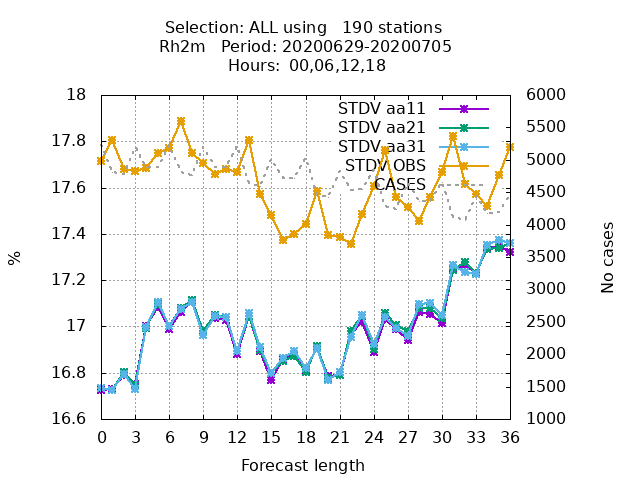 Selection: ALL using   190 stations
Rh2m   Period: 20200629-20200705
Hours:  00,06,12,18
STDV aa11
STDV aa21
STDV aa31
STDV OBS
CASES
18
17.8
17.6
17.4
17.2
17
16.8
16.6
%
6000
5500
5000
4500
4000
3500
3000
2500
2000
1500
1000
No cases
0 3 6 9 12 15 18 21 24 27 30 33 36
Forecast length